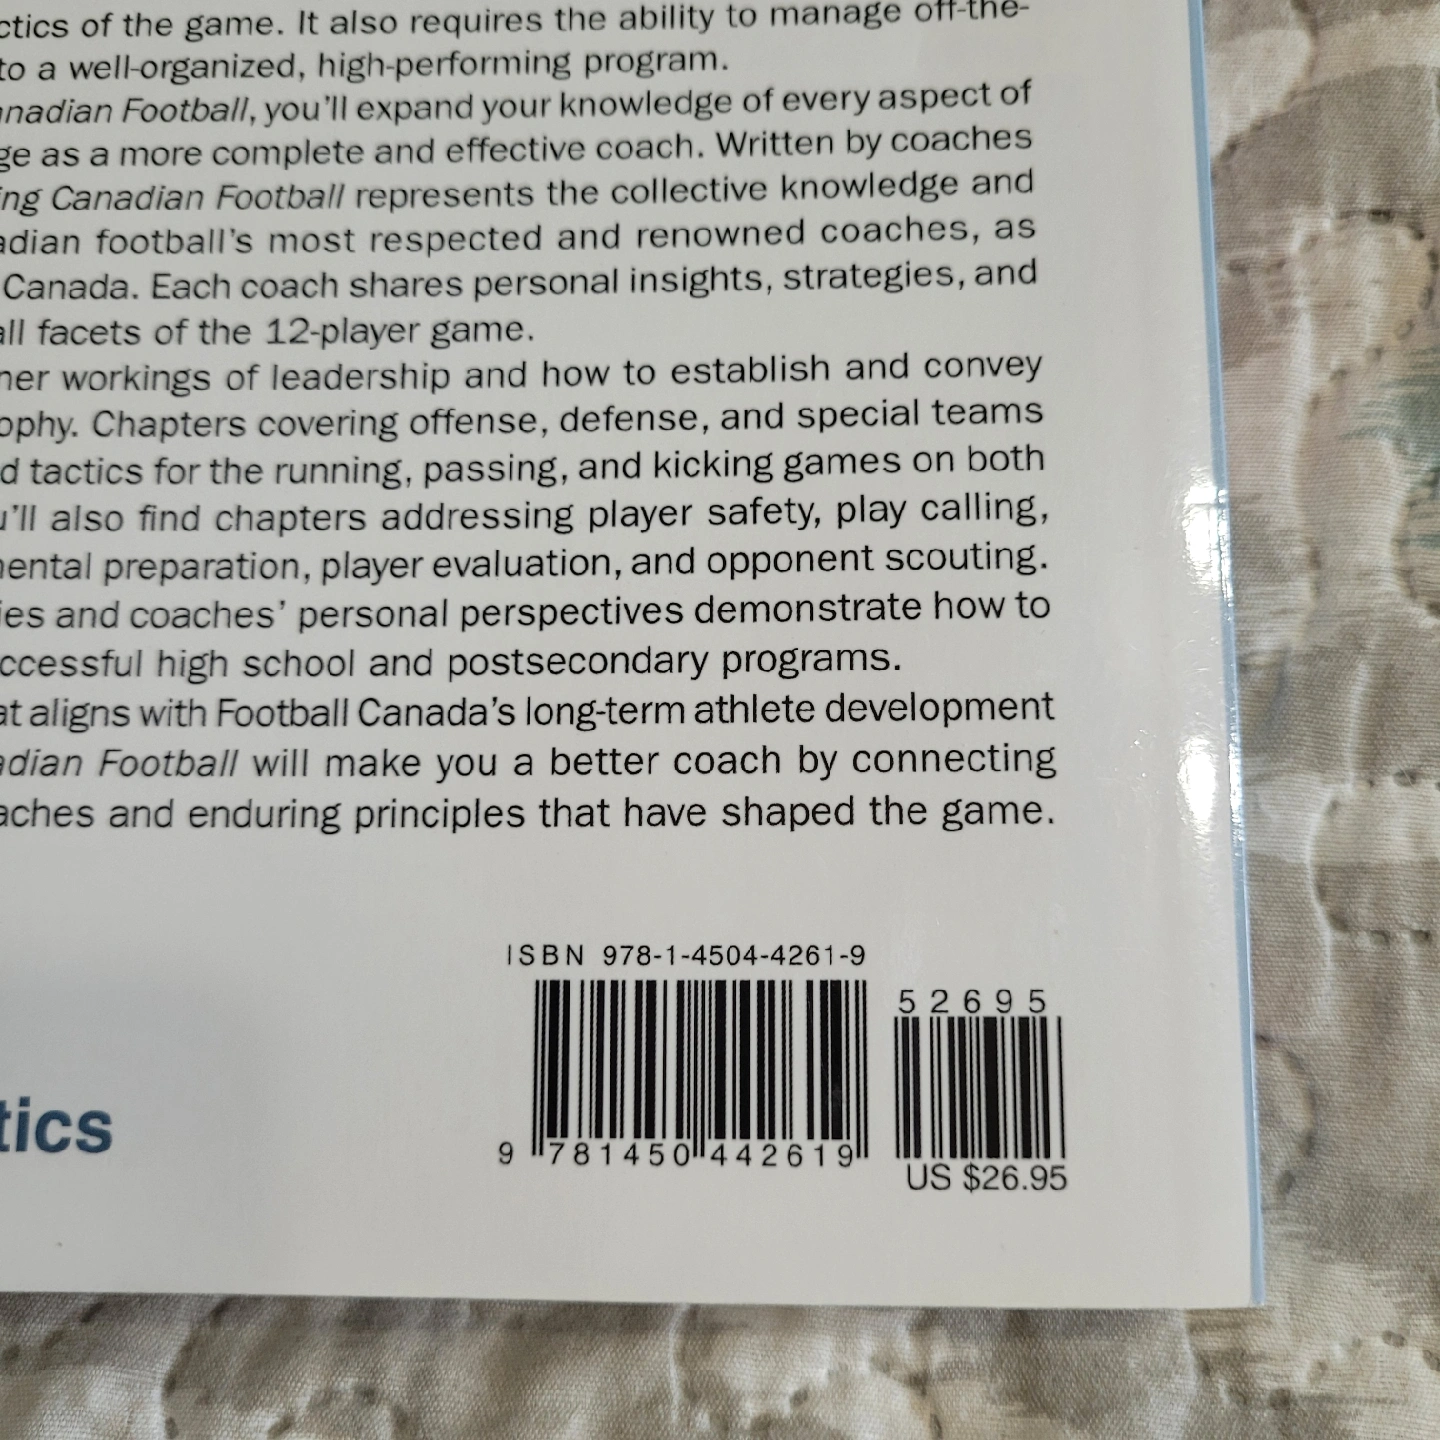 ctics of the game. It also requires the ability to manage off-the-
to a well-organized, high-performing program.
nadian Football, you'll expand your knowledge of every aspect of
ge as a more complete and effective coach. Written by coaches
ing Canadian Football represents the collective knowledge and
adian football's most respected and renowned coaches, as
Canada. Each coach shares personal insights, strategies, and
all facets of the 12-player game.
ner workings of leadership and how to establish and convey
ophy. Chapters covering offense, defense, and special teams
d tactics for the running, passing, and kicking games on both
u'll also find chapters addressing player safety, play calling,
mental preparation, player evaluation, and opponent scouting.
ies and coaches' personal perspectives demonstrate how to
ccessful high school and postsecondary programs.
at aligns with Football Canada's long-term athlete development
adian Football will make you a better coach by connecting
aches and enduring principles that have shaped the game.
ISBN 978-1-4504-4261-9
52695
9 781450 442619
US $26.95
tics